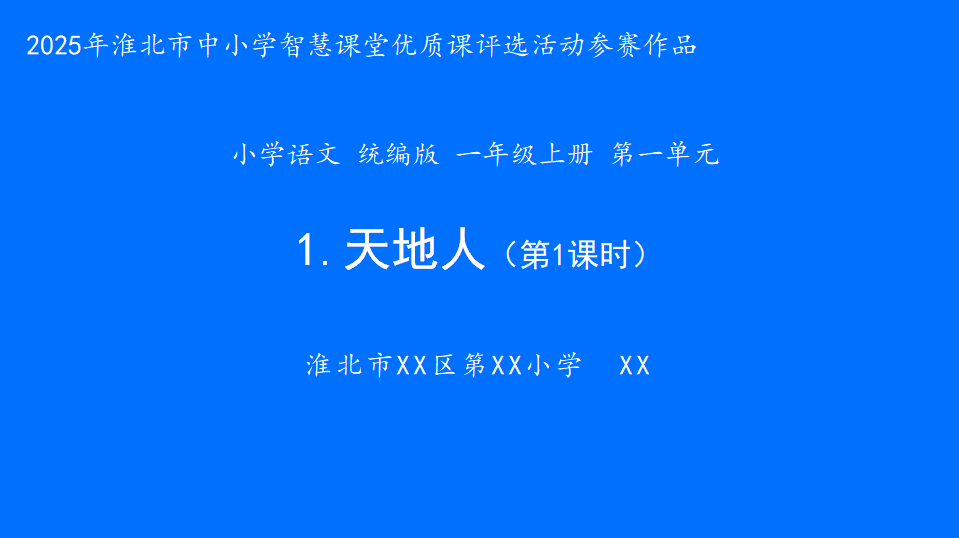 2025年淮北市中小学智慧课堂优质课评选活动参赛作品
小学语文 统编版 一年级上册 第一单元
1.天地人（第1课时）
淮北市XX区第XX小学 XX